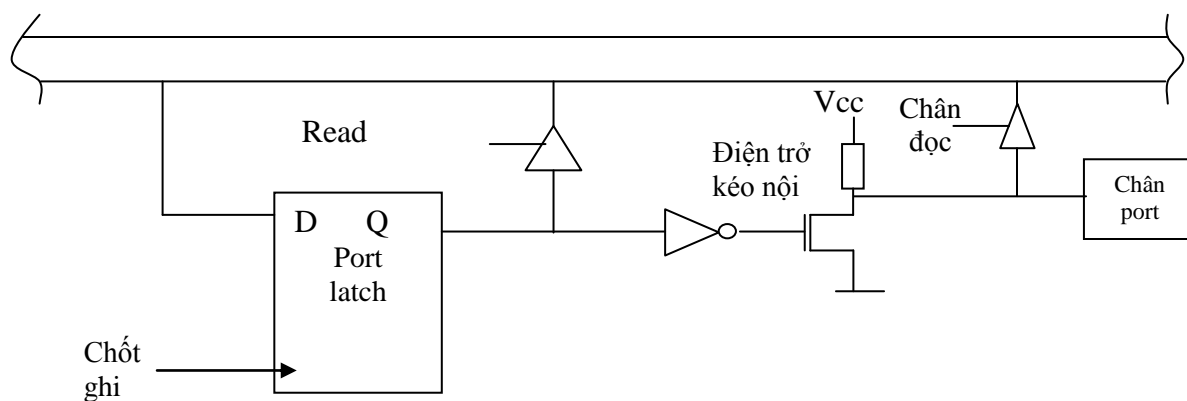 Read
Vcc
Chân
đọc
Điện trở
kéo nội
Chân
port
D Q
Port
latch
Chốt
ghi